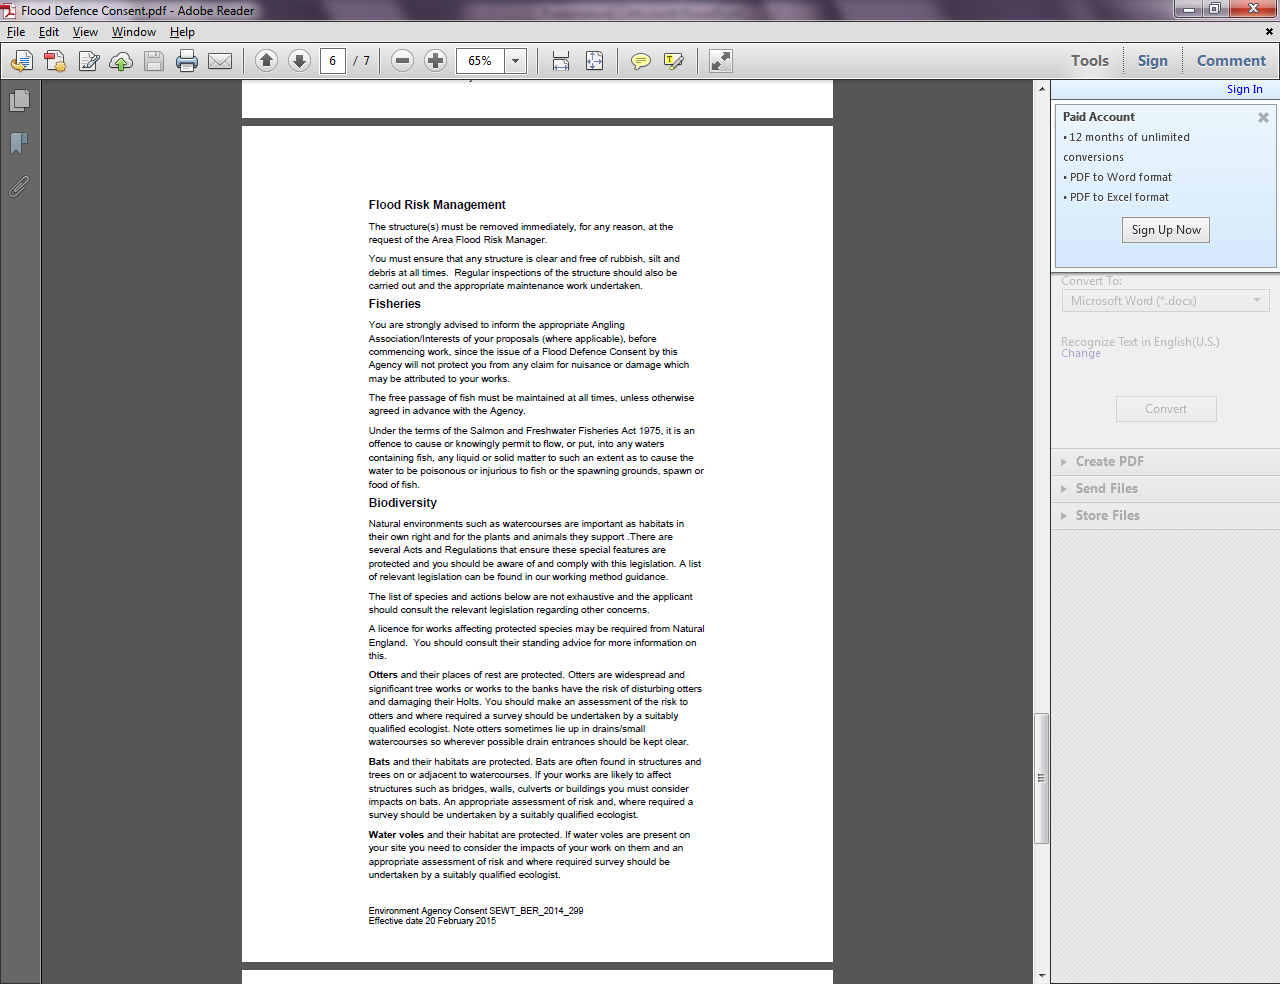 Flood Defence Consent.pdf - Adobe Reader
File Edit View Window Help
6 / 7 65% Tools Sign Comment
Sign In
Paid Account
• 12 months of unlimited
conversions
• PDF to Word format
• PDF to Excel format
Sign Up Now
Convert To:
Microsoft Word (*.docx)
Recognize Text in English(U.S.)
Change
Convert
Create PDF
Send Files
Store Files
Flood Risk Management
The structure(s) must be removed immediately, for any reason, at the
request of the Area Flood Risk Manager.
You must ensure that any structure is clear and free of rubbish, silt and
debris at all times.  Regular inspections of the structure should also be
carried out and the appropriate maintenance work undertaken.
Fisheries
You are strongly advised to inform the appropriate Angling
Association/Interests of your proposals (where applicable), before
commencing work, since the issue of a Flood Defence Consent by this
Agency will not protect you from any claim for nuisance or damage which
may be attributed to your works.
The free passage of fish must be maintained at all times, unless otherwise
agreed in advance with the Agency.
Under the terms of the Salmon and Freshwater Fisheries Act 1975, it is an
offence to cause or knowingly permit to flow, or put, into any waters
containing fish, any liquid or solid matter to such an extent as to cause the
water to be poisonous or injurious to fish or the spawning grounds, spawn or
food of fish.
Biodiversity
Natural environments such as watercourses are important as habitats in
their own right and for the plants and animals they support .There are
several Acts and Regulations that ensure these special features are
protected and you should be aware of and comply with this legislation. A list
of relevant legislation can be found in our working method guidance.
The list of species and actions below are not exhaustive and the applicant
should consult the relevant legislation regarding other concerns.
A licence for works affecting protected species may be required from Natural
England.  You should consult their standing advice for more information on
this.
Otters and their places of rest are protected. Otters are widespread and
significant tree works or works to the banks have the risk of disturbing otters
and damaging their Holts. You should make an assessment of the risk to
otters and where required a survey should be undertaken by a suitably
qualified ecologist. Note otters sometimes lie up in drains/small
watercourses so wherever possible drain entrances should be kept clear.
Bats and their habitats are protected. Bats are often found in structures and
trees on or adjacent to watercourses. If your works are likely to affect
structures such as bridges, walls, culverts or buildings you must consider
impacts on bats. An appropriate assessment of risk and, where required a
survey should be undertaken by a suitably qualified ecologist.
Water voles and their habitat are protected. If water voles are present on
your site you need to consider the impacts of your work on them and an
appropriate assessment of risk and where required survey should be
undertaken by a suitably qualified ecologist.
Environment Agency Consent SEWT_BER_2014_299
Effective date 20 February 2015